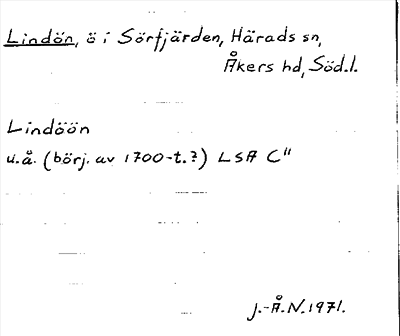 Lindön, ö i Sörfjärden, Härads sn,
Åkers hd, Söd.l.
Lindöön
u.å. (börj. av 1700-t.?) LSA C"
J.-Å.N. 1971.